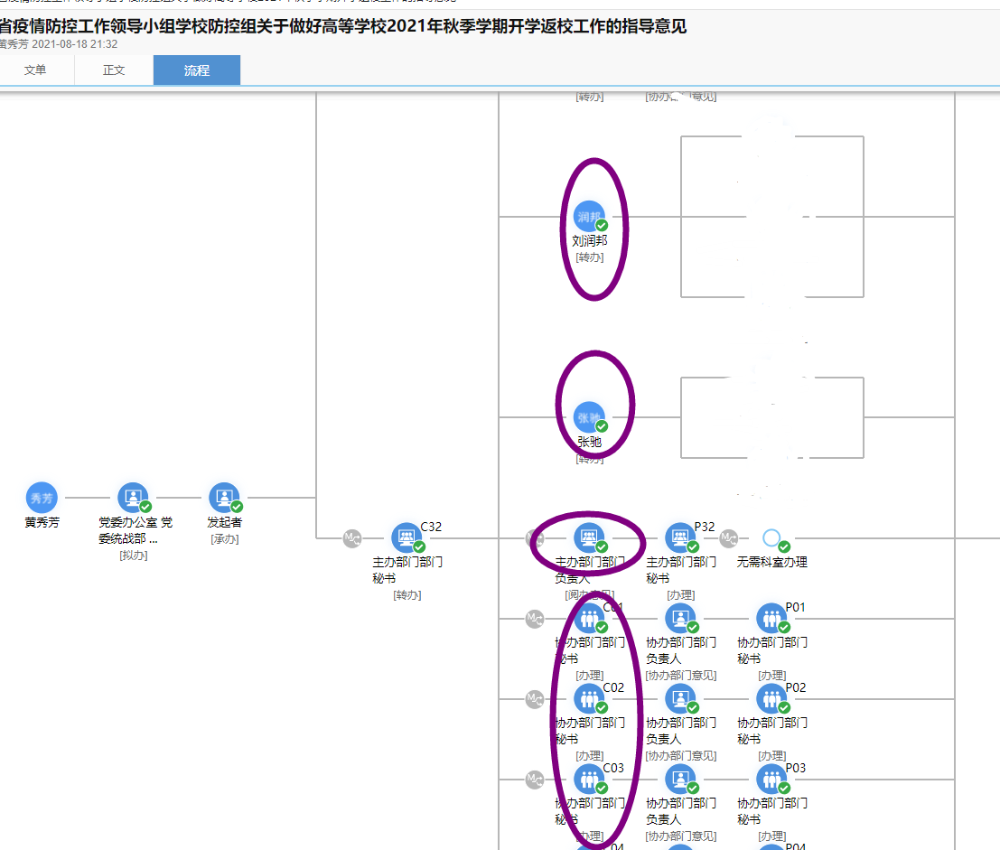 省疫情防控工作领导小组学校防控组关于做好高等学校2021年秋季学期开学返校工作的指导意见
黄秀芳 2021-08-18 21:32
文单
正文
流程
[转办]
润邦
刘润邦
[转办]
张驰
张驰
[转办]
秀芳
黄秀芳
党委办公室 党
委统战部 ...
[拟办]
发起者
[承办]
C32
主办部门部门
秘书
[转办]
主办部门部门
负责人
[阅办意见]
P32
主办部门部门
秘书
[办理]
无需科室办理
C01
协办部门部门
秘书
[办理]
协办部门部门
负责人
[协办部门意见]
P01
协办部门部门
秘书
[办理]
C02
协办部门部门
秘书
[办理]
协办部门部门
负责人
[协办部门意见]
P02
协办部门部门
秘书
[办理]
C03
协办部门部门
秘书
[办理]
协办部门部门
负责人
[协办部门意见]
P03
协办部门部门
秘书
[办理]
C04
P04